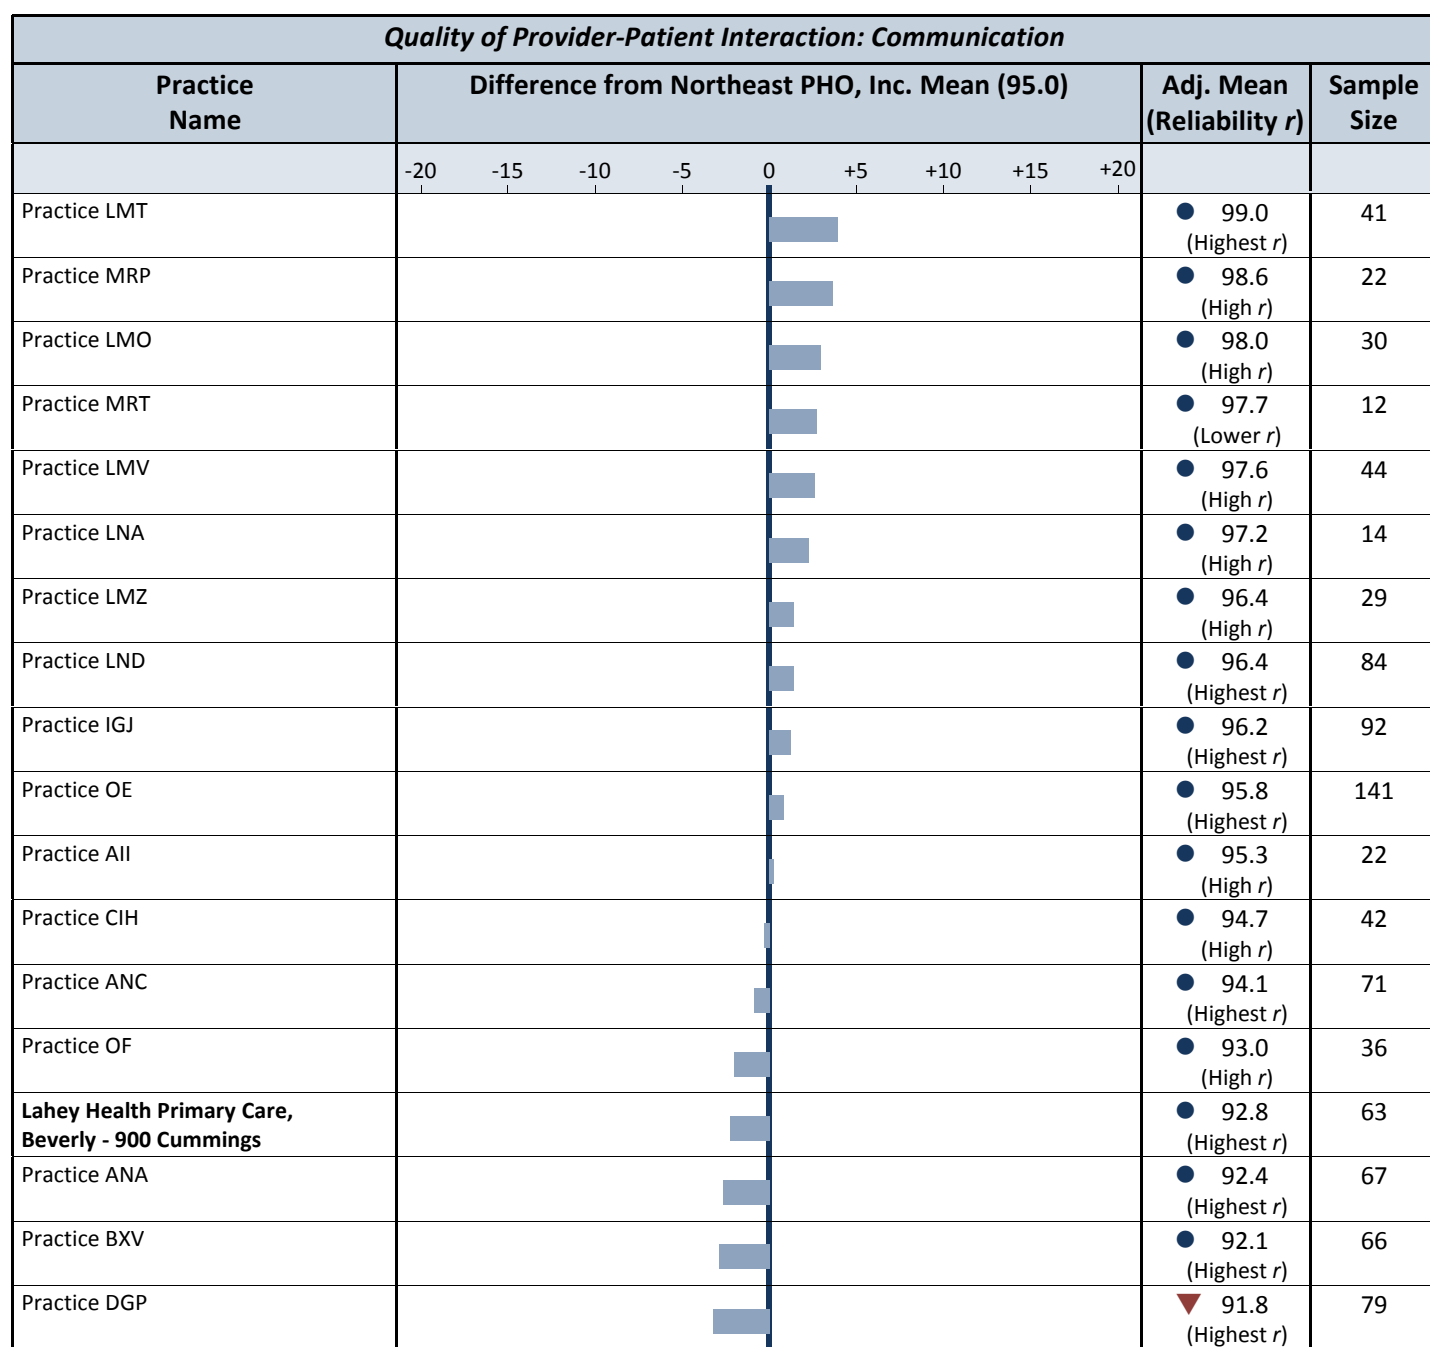 Quality of Provider-Patient Interaction: Communication
Practice Name
Difference from Northeast PHO, Inc. Mean (95.0)
Adj. Mean (Reliability r)
Sample Size
-20 -15 -10 -5 0 +5 +10 +15 +20
Practice LMT 99.0 41
(Highest r)
Practice MRP 98.6 22
(High r)
Practice LMO 98.0 30
(High r)
Practice MRT 97.7 12
(Lower r)
Practice LMV 97.6 44
(High r)
Practice LNA 97.2 14
(High r)
Practice LMZ 96.4 29
(High r)
Practice LND 96.4 84
(Highest r)
Practice IGJ 96.2 92
(Highest r)
Practice OE 95.8 141
(Highest r)
Practice AII 95.3 22
(High r)
Practice CIH 94.7 42
(High r)
Practice ANC 94.1 71
(Highest r)
Practice OF 93.0 36
(High r)
Lahey Health Primary Care, 92.8 63
Beverly - 900 Cummings (Highest r)
Practice ANA 92.4 67
(Highest r)
Practice BXV 92.1 66
(Highest r)
Practice DGP 91.8 79
(Highest r)